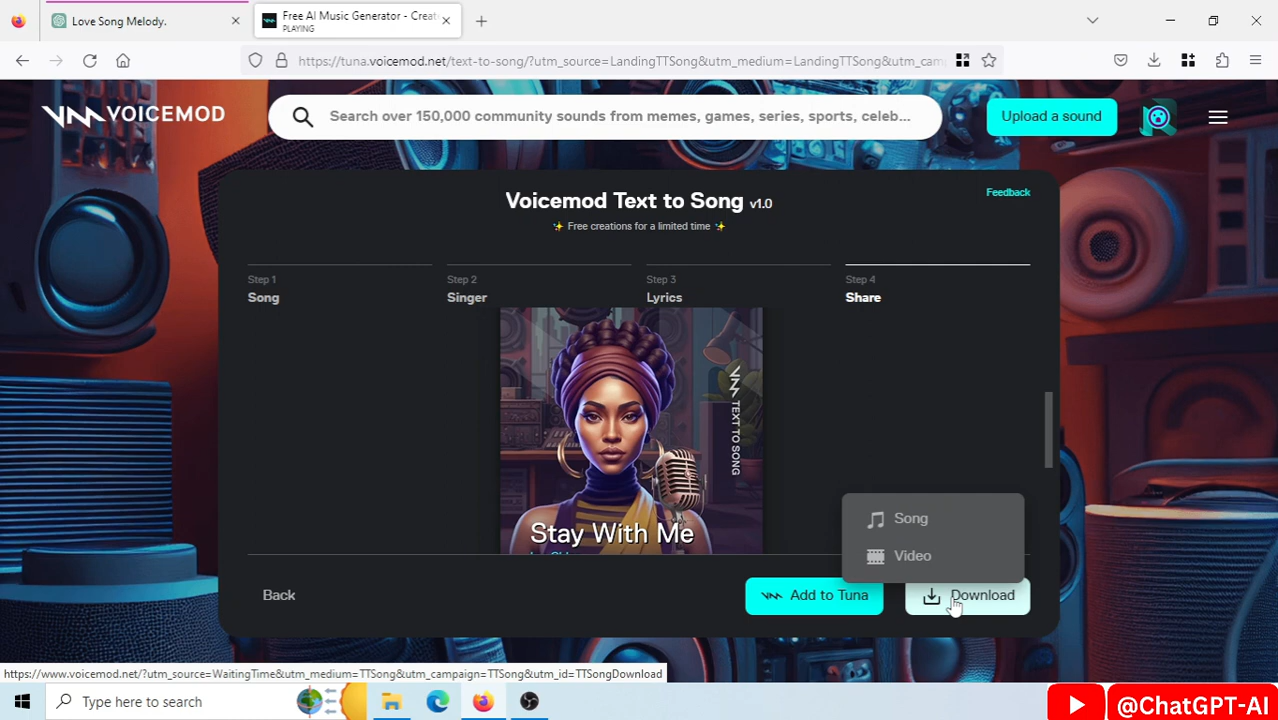 Love Song Melody.
Free AI Music Generator - Creat
PLAYING
https://tuna.voicemod.net/text-to-song/?utm_source=LandingTTSong&utm_medium=LandingTTSong&utm_cam
VOICEMOD
Search over 150,000 community sounds from memes, games, series, sports, celeb...
Upload a sound
Voicemod Text to Song v1.0
Feedback
✨ Free creations for a limited time ✨
Step 1
Song
Step 2
Singer
Step 3
Lyrics
Step 4
Share
TEXT TO SONG
Stay With Me
Song
Video
Back
Add to Tuna
Download
https://www.voicemod.net/?utm_source=WaitingTime&utm_medium=TTSong&utm_campaign=TTSong&utm_id=TTSongDownload
Type here to search
@ChatGPT-AI